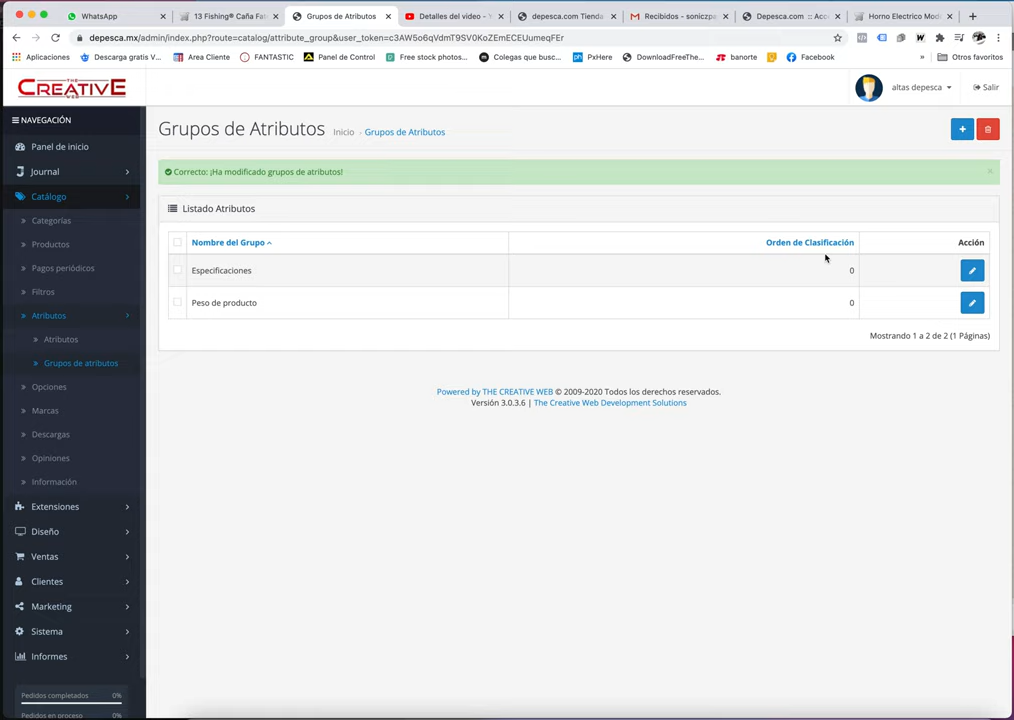 WhatsApp
13 Fishing® Caña Fat
Grupos de Atributos
Detalles del video - Y
depesca.com Tienda
Recibidos - soniczpa
Depesca.com :: Acc
Horno Electrico Mod
depesca.mx/admin/index.php?route=catalog/attribute_group&user_token=c3AW5o6qVdmT9SV0KoZEmECEUumeqFEr
Aplicaciones
Descarga gratis V...
Area Cliente
FANTASTIC
Panel de Control
Free stock photos...
Colegas que busc...
PxHere
DownloadFreeThe...
banorte
Facebook
»
Otros favoritos
THE CREATIVE WEB
altas depesca
Salir
NAVEGACIÓN
Panel de inicio
Journal
Catálogo
Categorías
Productos
Pagos periódicos
Filtros
Atributos
Atributos
Grupos de atributos
Opciones
Marcas
Descargas
Opiniones
Información
Extensiones
Diseño
Ventas
Clientes
Marketing
Sistema
Informes
Pedidos completados 0%
Pedidos en proceso 0%
Grupos de Atributos
Inicio - Grupos de Atributos
Correcto: ¡Ha modificado grupos de atributos!
Listado Atributos
Nombre del Grupo Orden de Clasificación Acción
Especificaciones 0
Peso de producto 0
Mostrando 1 a 2 de 2 (1 Páginas)
Powered by THE CREATIVE WEB © 2009-2020 Todos los derechos reservados.
Versión 3.0.3.6 | The Creative Web Development Solutions